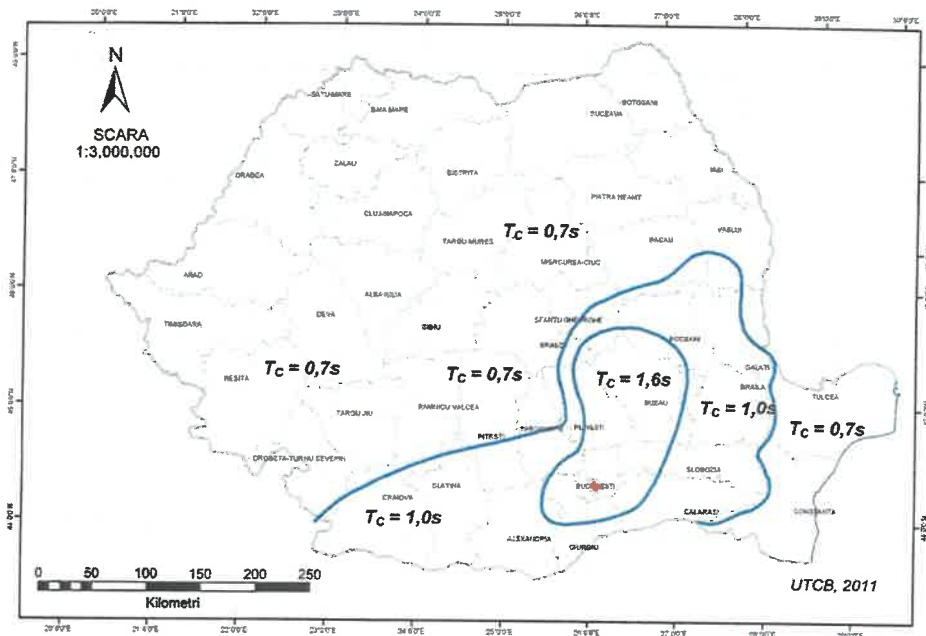 N
SCARA
1:3,000,000
SATU MARE
BAIA MARE
BOTOSANI
SUCEAVA
ZALAU
ORADEA
BISTRITA
IASI
PIATRA NEAMT
CLUJ-NAPOCA
TC = 0,7s
VASLUI
TARGU MURES
BACAU
MIERCUREA-CIUC
ARAD
ALBA-IULIA
DEVA
SFANTU GHEORGHE
TIMISOARA
SIBIU
BRASOV
FOCSANI
TC = 0,7s
TC = 0,7s
TC = 1,6s
GALATI
RESITA
BRAILA
TULCEA
BUZAU
TC = 1,0s
TARGU JIU
RAMNICU VALCEA
TC = 0,7s
PITESTI
PLOIESTI
DROBETA-TURNU SEVERIN
SLOBOZIA
SLATINA
BUCURESTI
CRAIOVA
TC = 1,0s
CALARASI
CONSTANTA
ALEXANDRIA
GIURGIU
0 50 100 150 200 250
Kilometri
UTCB, 2011